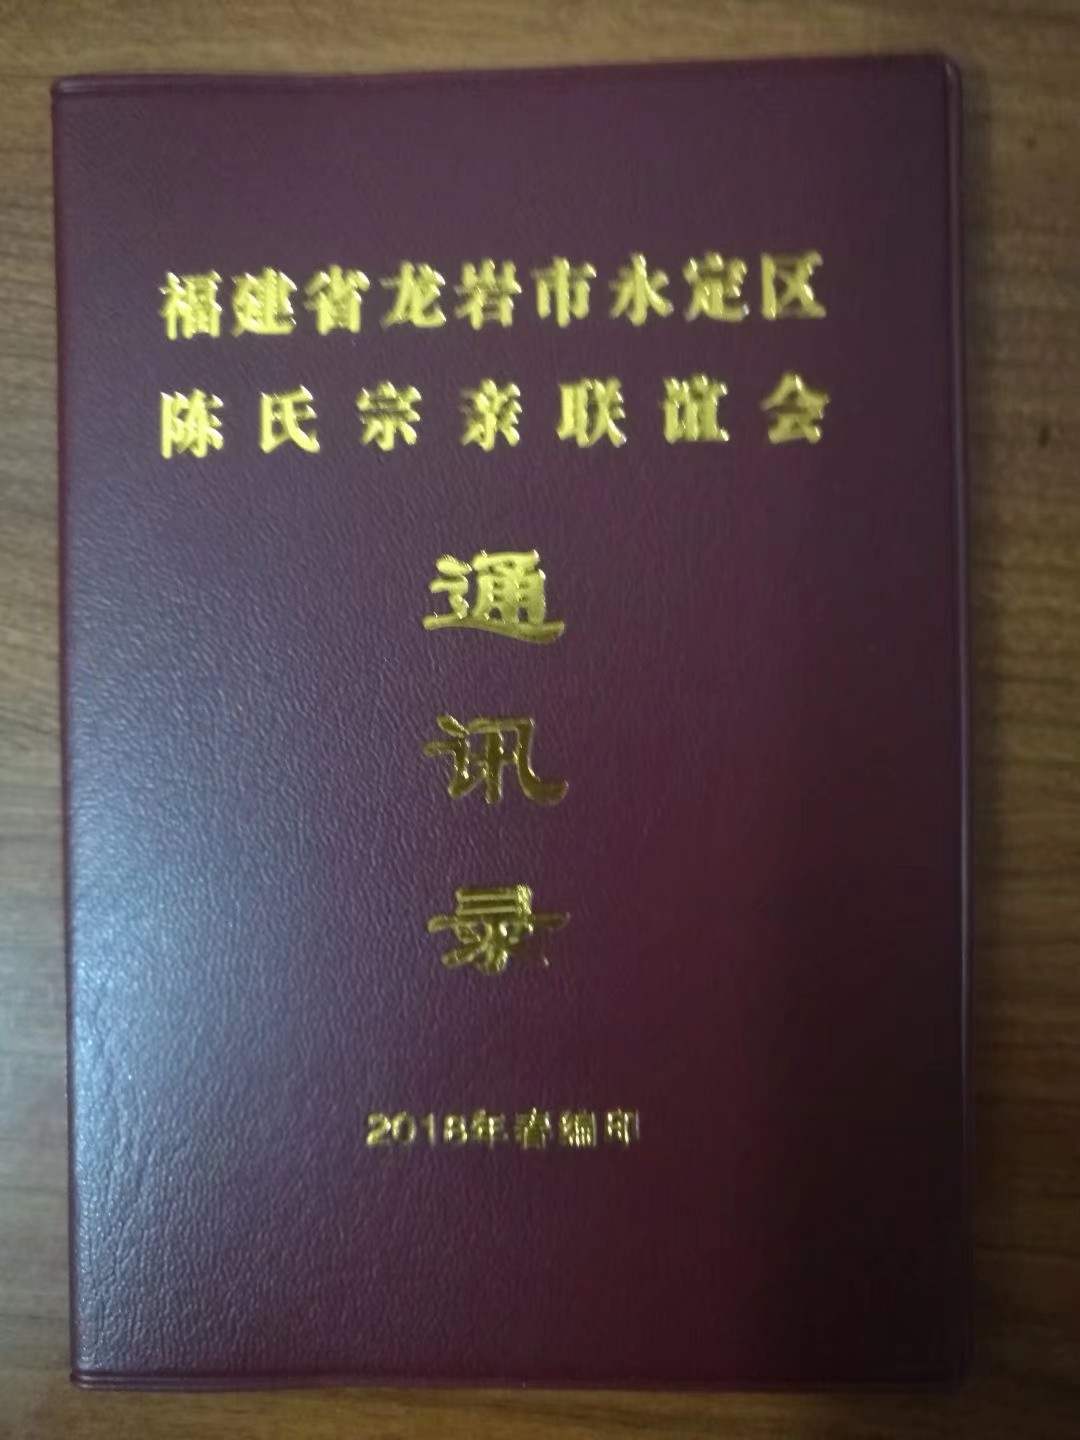 福建省龙岩市永定区
陈氏宗亲联谊会
通
讯
录
2018年春编印